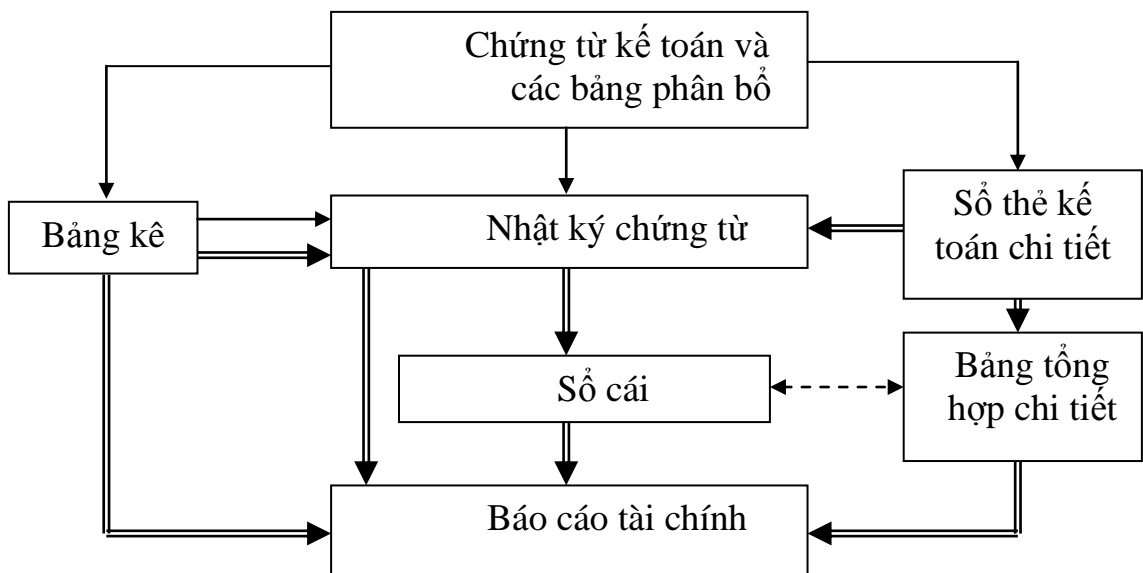 Chứng từ kế toán và
các bảng phân bổ
Bảng kê
Nhật ký chứng từ
Sổ thẻ kế
toán chi tiết
Sổ cái
Bảng tổng
hợp chi tiết
Báo cáo tài chính